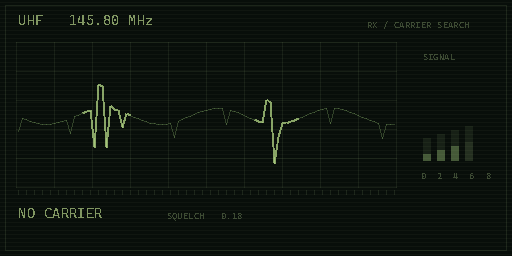 UHF 145.80 MHz
RX / CARRIER SEARCH
SIGNAL
0 2 4 6 8
NO CARRIER
SQUELCH 0.18